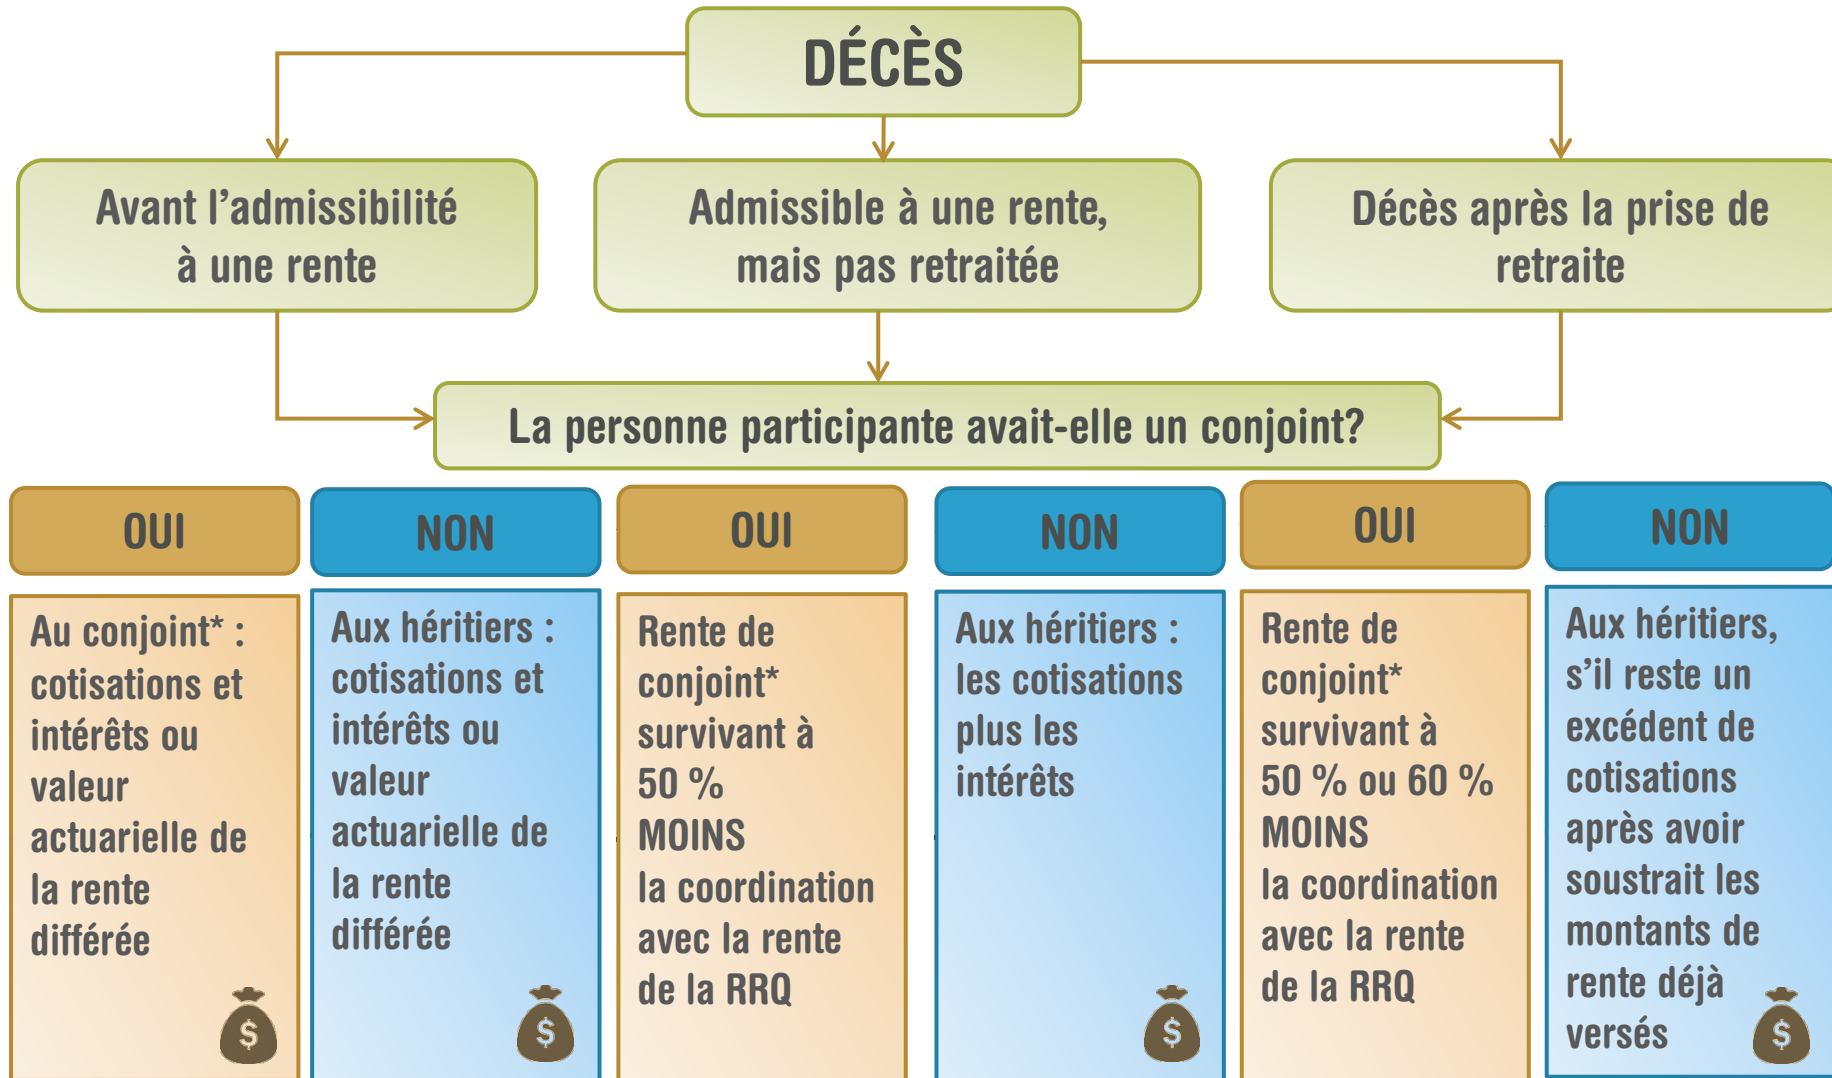 DÉCÈS
Avant l'admissibilité
à une rente
Admissible à une rente,
mais pas retraitée
Décès après la prise de
retraite
La personne participante avait-elle un conjoint?
OUI
NON
OUI
NON
OUI
NON
Au conjoint* :
cotisations et
intérêts ou
valeur
actuarielle de
la rente
différée
$
Aux héritiers :
cotisations et
intérêts ou
valeur
actuarielle de
la rente
différée
$
Rente de
conjoint*
survivant à
50 %
MOINS
la coordination
avec la rente
de la RRQ
Aux héritiers :
les cotisations
plus les
intérêts
$
Rente de
conjoint*
survivant à
50 % ou 60 %
MOINS
la coordination
avec la rente
de la RRQ
Aux héritiers,
s'il reste un
excédent de
cotisations
après avoir
soustrait les
montants de
rente déjà
versés
$